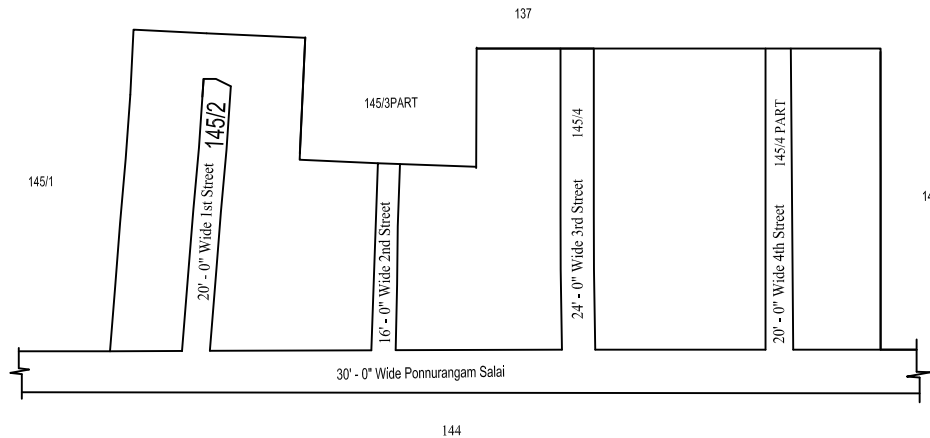 137
145/3PART
145/2
145/4
145/4 PART
145/1
14
20' - 0" Wide 1st Street
16' - 0" Wide 2nd Street
24' - 0" Wide 3rd Street
20' - 0" Wide 4th Street
30' - 0" Wide Ponnurangam Salai
144